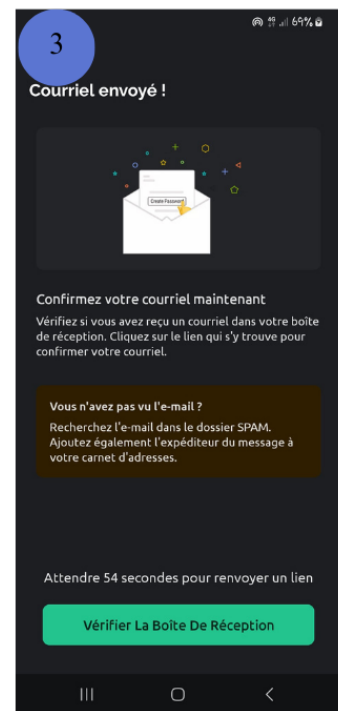 3
4G 69%
Courriel envoyé !
Create Password
Confirmez votre courriel maintenant
Vérifiez si vous avez reçu un courriel dans votre boîte
de réception. Cliquez sur le lien qui s'y trouve pour
confirmer votre courriel.
Vous n'avez pas vu l'e-mail ?
Recherchez l'e-mail dans le dossier SPAM.
Ajoutez également l'expéditeur du message à
votre carnet d'adresses.
Attendre 54 secondes pour renvoyer un lien
Vérifier La Boîte De Réception